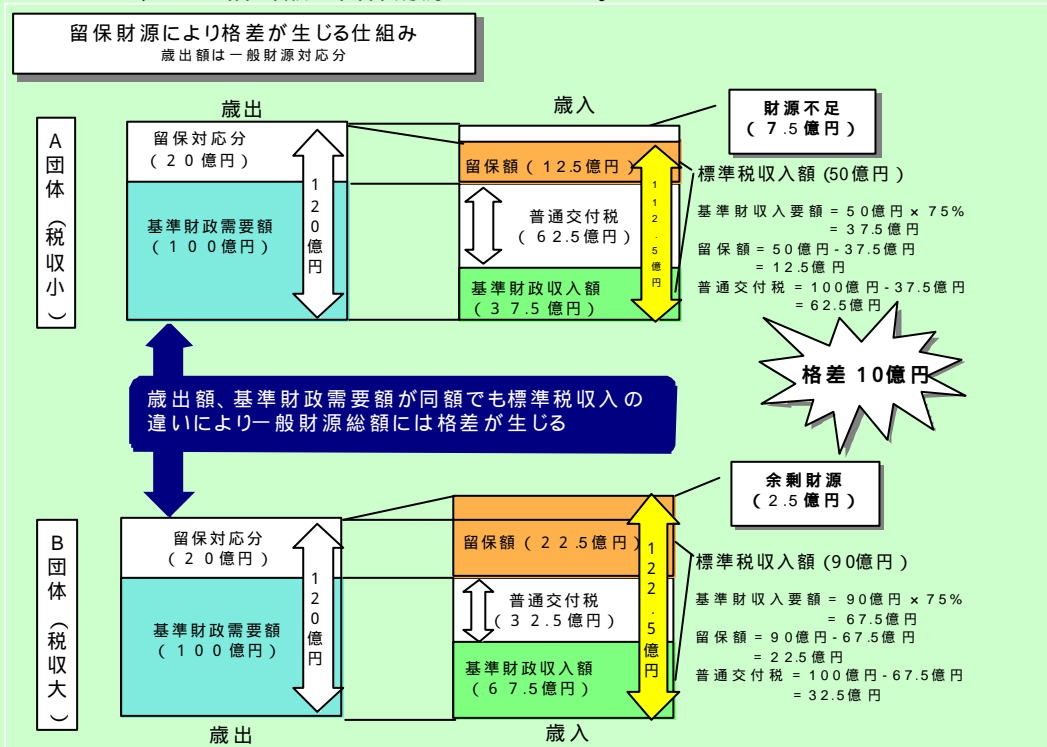 留保財源により格差が生じる仕組み
歳出額は一般財源対応分
歳出
歳入
A団体（税収小）
留保対応分
(20億円)
基準財政需要額
(100億円)
120億円
留保額(12.5億円)
普通交付税
(62.5億円)
基準財政収入額
(37.5億円)
112.5億円
財源不足
(7.5億円)
標準税収入額(50億円)
基準財収入要額=50億円×75%
=37.5億円
留保額=50億円-37.5億円
=12.5億円
普通交付税=100億円-37.5億円
=62.5億円
格差10億円
歳出額、基準財政需要額が同額でも標準税収入の
違いにより一般財源総額には格差が生じる
B団体（税収大）
留保対応分
(20億円)
基準財政需要額
(100億円)
120億円
留保額(22.5億円)
普通交付税
(32.5億円)
基準財政収入額
(67.5億円)
122.5億円
余剰財源
(2.5億円)
標準税収入額(90億円)
基準財収入要額=90億円×75%
=67.5億円
留保額=90億円-67.5億円
=22.5億円
普通交付税=100億円-67.5億円
=32.5億円
歳出
歳入